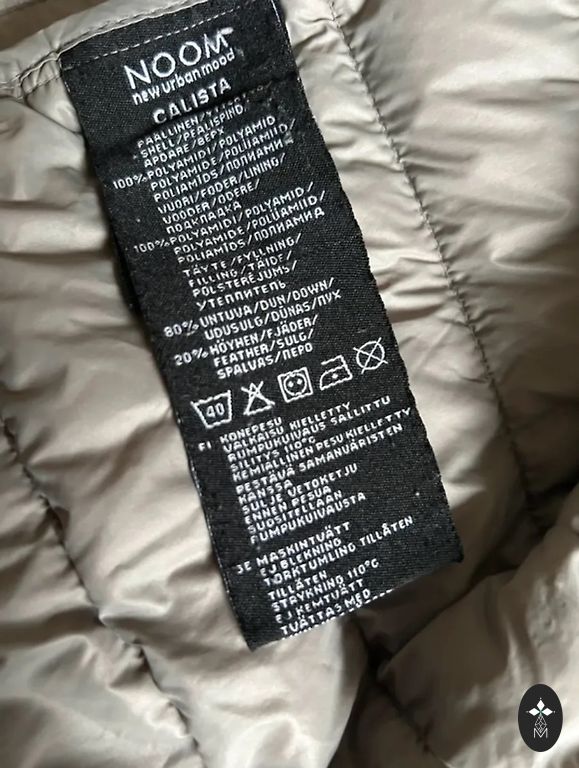 NOOM
new urban mood
CALISTA
PÄÄLLINEN/
SHELL/PEALISPIND
APDARE/ВЕРХ
100% POLYAMIDI/POLYAMID
POLYAMIDE/POLÜAMIID
POLIAMIDS/ПОЛИАМИД
VUORI/FODER/LINING/
VOODER/ODERE/
ПОДКЛАДКА
100% POLYAMIDI/POLYAMID/
POLYAMIDE/POLÜAMIID/
POLIAMIDS/ПОЛИАМИД
TÄYTE/FYLLNING/
FILLING/TÄIDE/
POLSTERĒJUMS/
УТЕПЛИТЕЛЬ
80% UNTUVA/DUN/DOWN/
UDUSULG/DŪNAS/ПУХ
20% HÖYHEN/FJÄDER/
FEATHER/SULG/
SPALVAS/ПЕРО
40
FI KONEPESU
VALKAISU KIELLETTY
RUMPUKUIVAUS SALLITTU
SILITYS 110°C
KEMIALLINEN PESU KIELLETTY
PESTÄVÄ SAMANVÄRISTEN
KANSSA
SULJE VETOKETJU
ENNEN PESUA
SUOSITELLAAN
RUMPUKUIVAUSTA
SE MASKINTVÄTT
EJ BLEKNING
TORKTUMLING TILLÅTEN
TILLÅTEN
STRYKNING 110°C
EJ KEMTVÄTT
TVÄTTAS MED
M